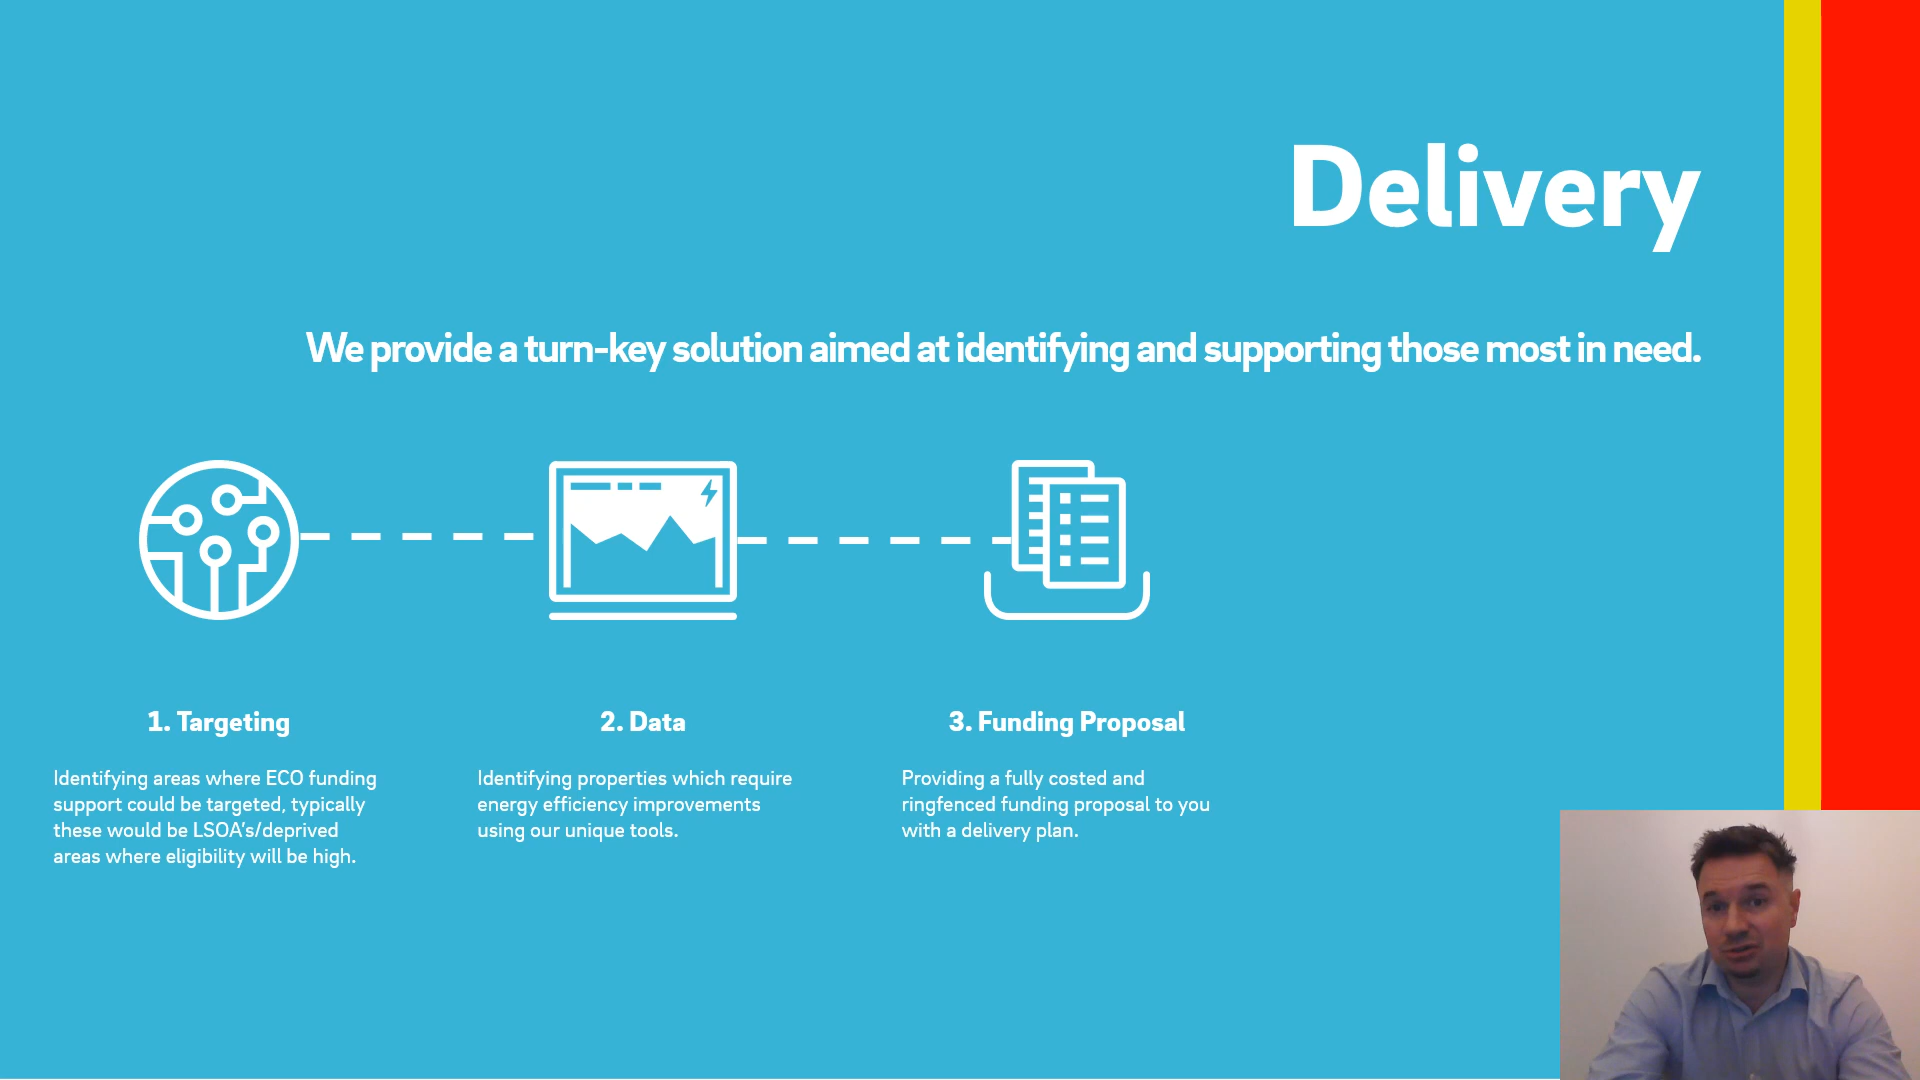 Delivery
We provide a turn-key solution aimed at identifying and supporting those most in need.
1. Targeting
Identifying areas where ECO funding
support could be targeted, typically
these would be LSOA's/deprived
areas where eligibility will be high.
2. Data
Identifying properties which require
energy efficiency improvements
using our unique tools.
3. Funding Proposal
Providing a fully costed and
ringfenced funding proposal to you
with a delivery plan.